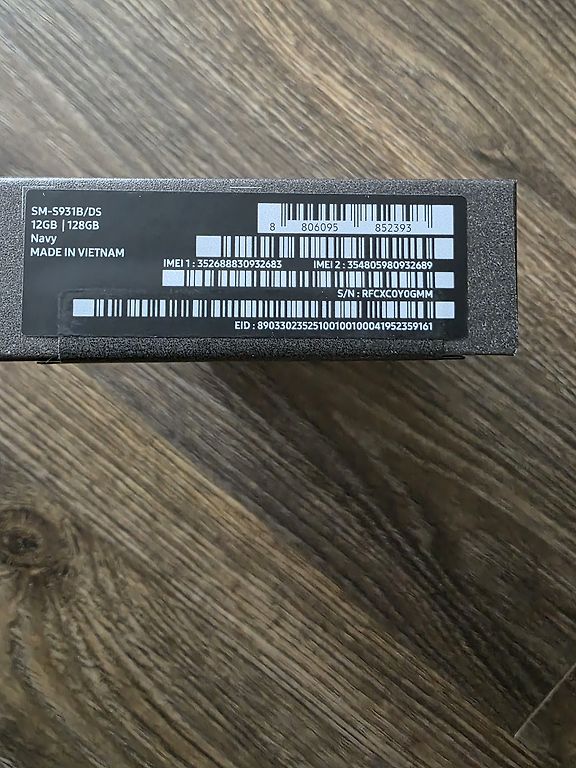 SM-S931B/DS
12GB | 128GB
Navy
MADE IN VIETNAM
8 806095 852393
IMEI 1 : 352688830932683 IMEI 2 : 354805980932689
S/N : RFCXC0Y0GMM
EID : 89033023525100100100041952359161